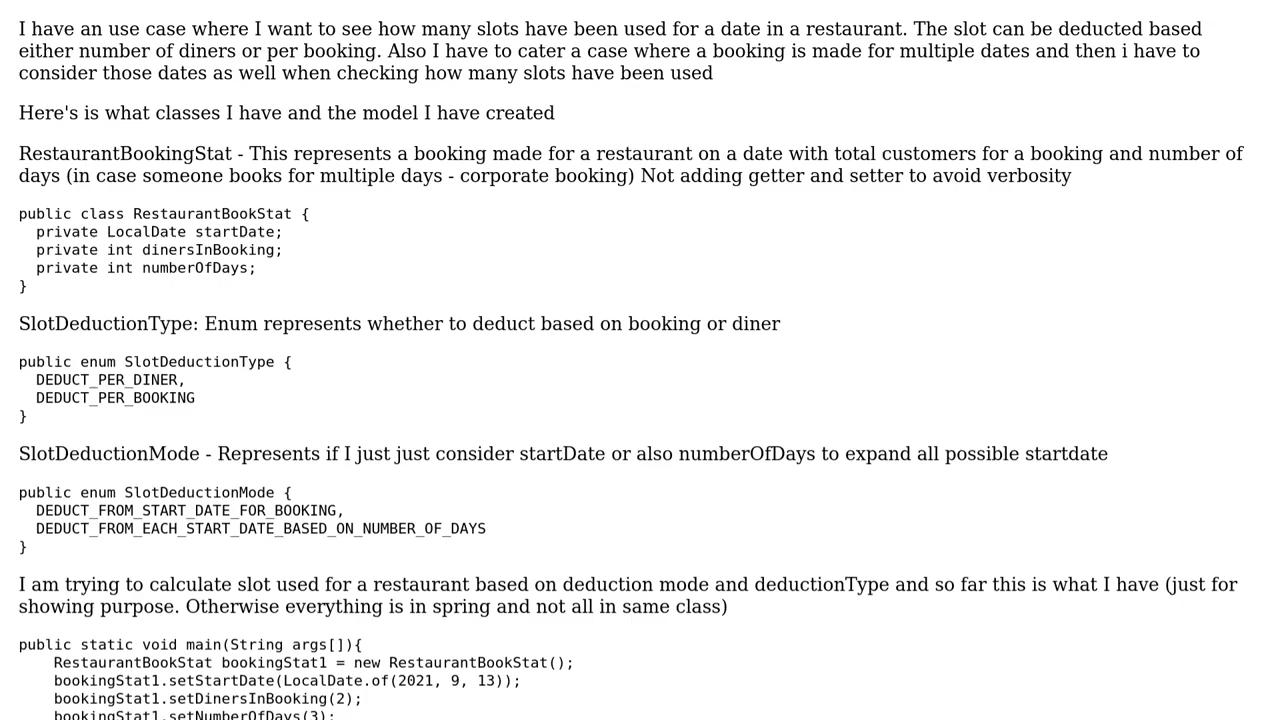 I have an use case where I want to see how many slots have been used for a date in a restaurant. The slot can be deducted based
either number of diners or per booking. Also I have to cater a case where a booking is made for multiple dates and then i have to
consider those dates as well when checking how many slots have been used
Here's is what classes I have and the model I have created
RestaurantBookingStat - This represents a booking made for a restaurant on a date with total customers for a booking and number of
days (in case someone books for multiple days - corporate booking) Not adding getter and setter to avoid verbosity
public class RestaurantBookStat {
  private LocalDate startDate;
  private int dinersInBooking;
  private int numberOfDays;
}
SlotDeductionType: Enum represents whether to deduct based on booking or diner
public enum SlotDeductionType {
  DEDUCT_PER_DINER,
  DEDUCT_PER_BOOKING
}
SlotDeductionMode - Represents if I just just consider startDate or also numberOfDays to expand all possible startdate
public enum SlotDeductionMode {
  DEDUCT_FROM_START_DATE_FOR_BOOKING,
  DEDUCT_FROM_EACH_START_DATE_BASED_ON_NUMBER_OF_DAYS
}
I am trying to calculate slot used for a restaurant based on deduction mode and deductionType and so far this is what I have (just for
showing purpose. Otherwise everything is in spring and not all in same class)
public static void main(String args[]){
    RestaurantBookStat bookingStat1 = new RestaurantBookStat();
    bookingStat1.setStartDate(LocalDate.of(2021, 9, 13));
    bookingStat1.setDinersInBooking(2);
    bookingStat1.setNumberOfDays(3);